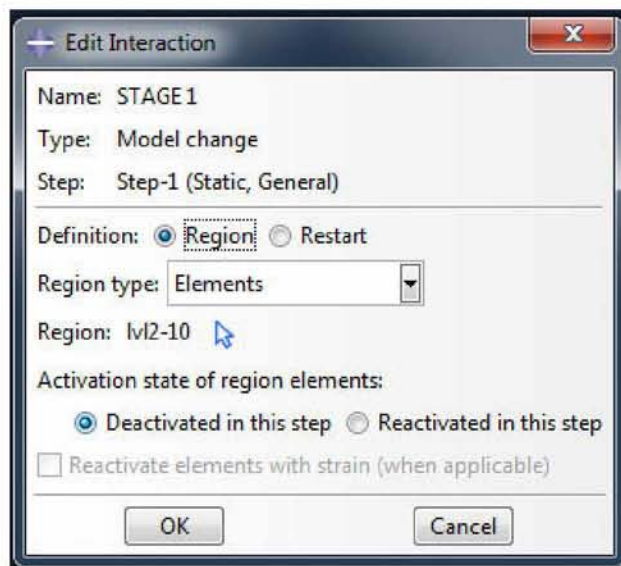 Edit Interaction
Name: STAGE 1
Type: Model change
Step: Step-1 (Static, General)
Definition: Region Restart
Region type: Elements
Region: lvl2-10
Activation state of region elements:
Deactivated in this step Reactivated in this step
Reactivate elements with strain (when applicable)
OK Cancel